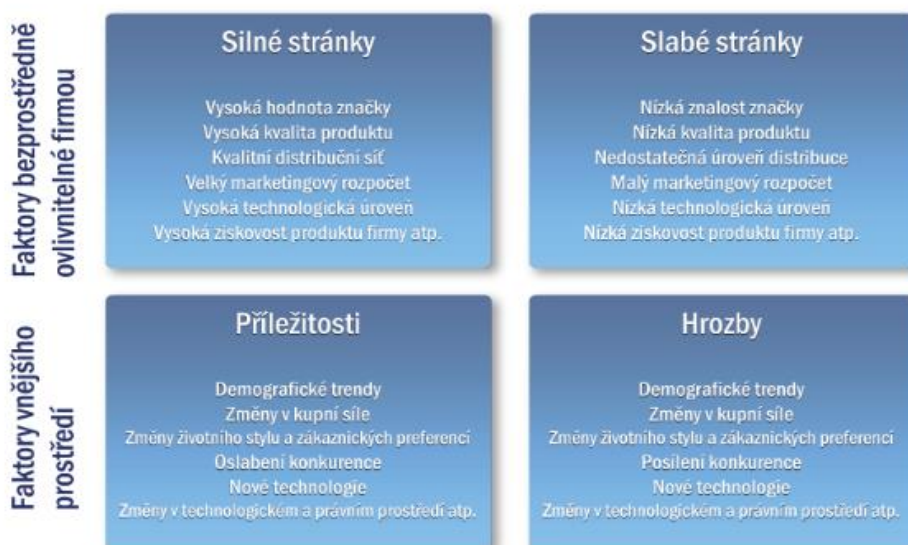 Faktory bezprostředně
ovlivnitelné firmou
Silné stránky
Vysoká hodnota značky
Vysoká kvalita produktu
Kvalitní distribuční síť
Velký marketingový rozpočet
Vysoká technologická úroveň
Vysoká ziskovost produktu firmy atp.
Slabé stránky
Nízká znalost značky
Nízká kvalita produktu
Nedostatečná úroveň distribuce
Malý marketingový rozpočet
Nízká technologická úroveň
Nízká ziskovost produktu firmy atp.
Faktory vnějšího
prostředí
Příležitosti
Demografické trendy
Změny v kupní síle
Změny životního stylu a zákaznických preferencí
Oslabení konkurence
Nové technologie
Změny v technologickém a právním prostředí atp.
Hrozby
Demografické trendy
Změny v kupní síle
Změny životního stylu a zákaznických preferencí
Posílení konkurence
Nové technologie
Změny v technologickém a právním prostředí atp.